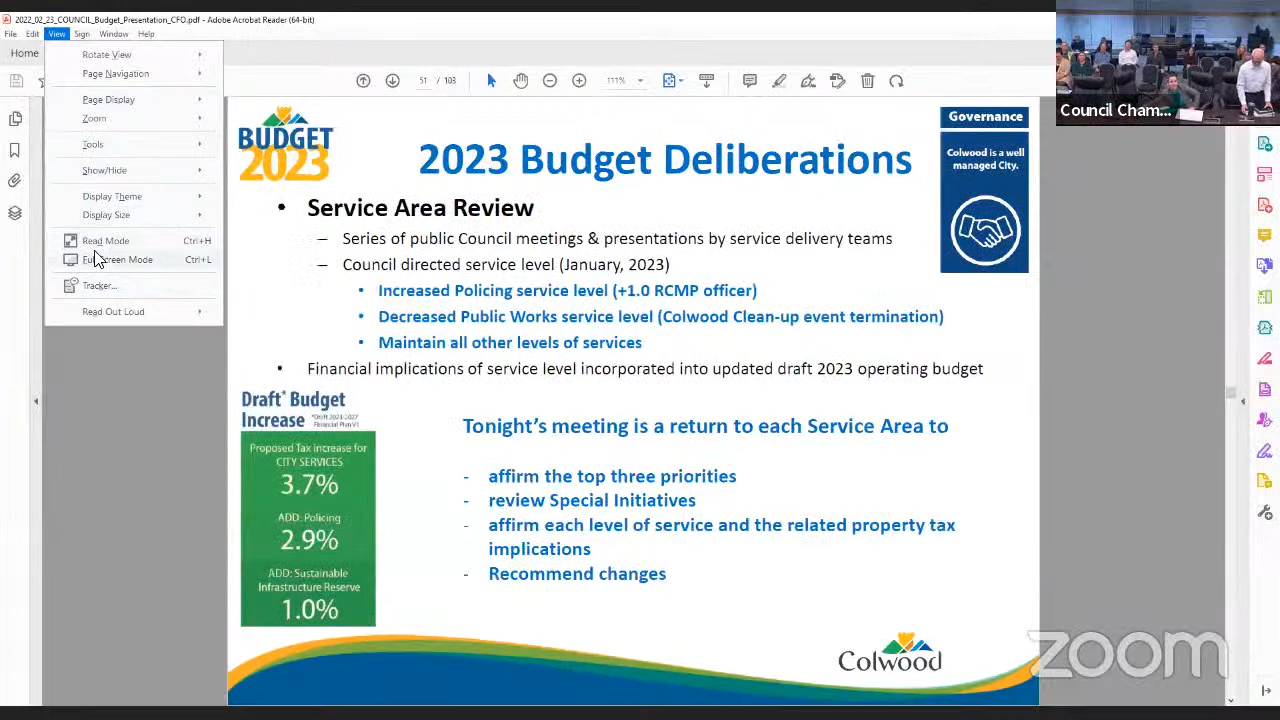 2022_02_23_COUNCIL_Budget_Presentation_CFO.pdf - Adobe Acrobat Reader (64-bit)
File Edit View Sign Window Help
Home
51 / 103
111%
Rotate View
Page Navigation
Page Display
Zoom
Tools
Show/Hide
Display Theme
Display Size
Read Mode Ctrl+H
Full Screen Mode Ctrl+L
Tracker...
Read Out Loud
Council Cham...
BUDGET
2023
2023 Budget Deliberations
Governance
Colwood is a well
managed City.
• Service Area Review
– Series of public Council meetings & presentations by service delivery teams
– Council directed service level (January, 2023)
• Increased Policing service level (+1.0 RCMP officer)
• Decreased Public Works service level (Colwood Clean-up event termination)
• Maintain all other levels of services
• Financial implications of service level incorporated into updated draft 2023 operating budget
Draft* Budget
Increase
*Draft 2023-2027
Financial Plan V1
Proposed Tax increase for
CITY SERVICES
3.7%
ADD: Policing
2.9%
ADD: Sustainable
Infrastructure Reserve
1.0%
Tonight's meeting is a return to each Service Area to
- affirm the top three priorities
- review Special Initiatives
- affirm each level of service and the related property tax
implications
- Recommend changes
Colwood
zoom